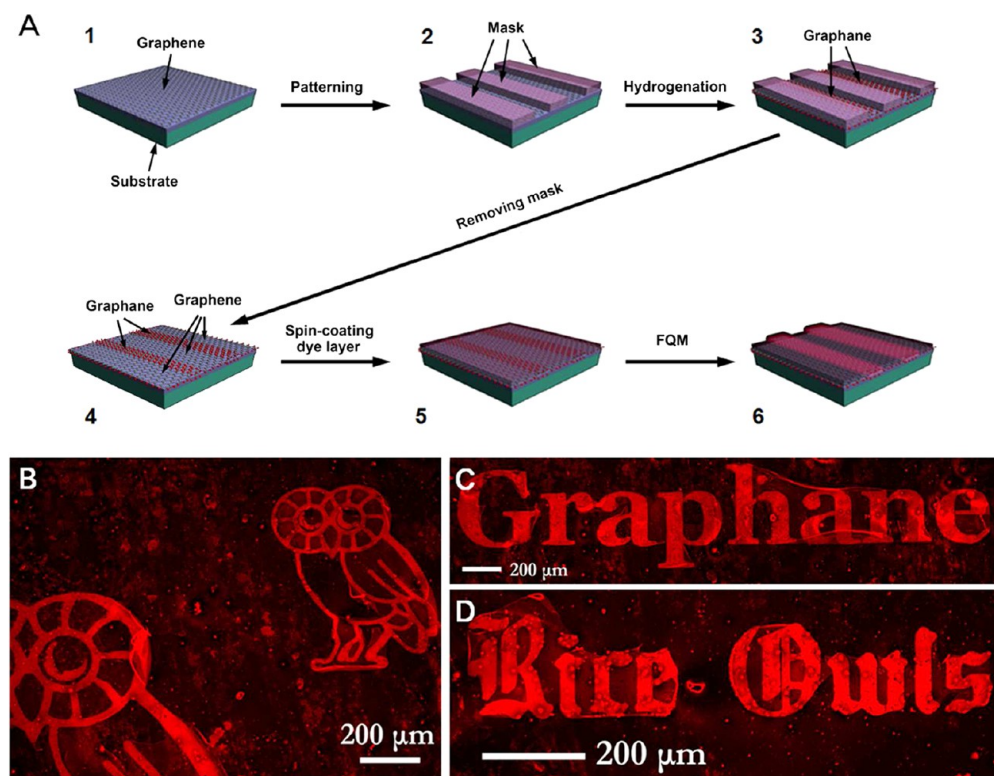 A
1
Graphene
Substrate
Patterning
2
Mask
Hydrogenation
3
Graphane
Removing mask
Graphane
Graphene
4
Spin-coating
dye layer
5
FQM
6
B
200 μm
C
Graphane
200 μm
D
Rice Owls
200 μm